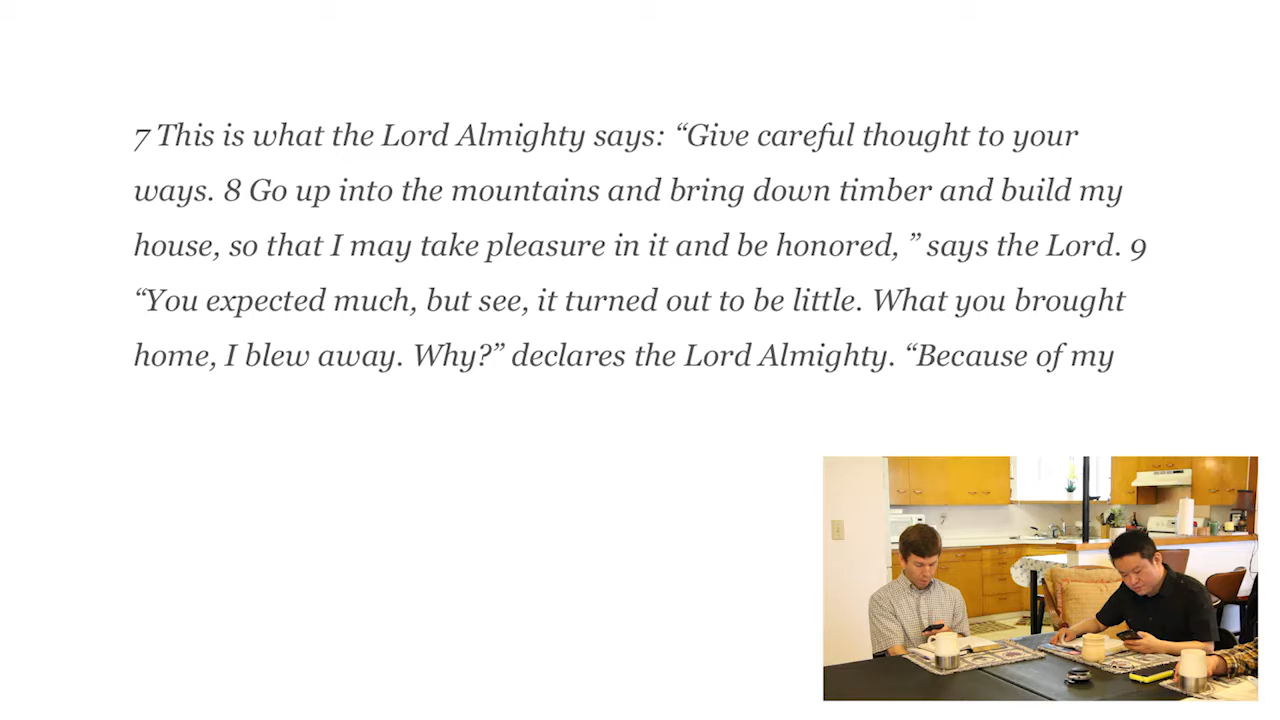 7 This is what the Lord Almighty says: “Give careful thought to your
ways. 8 Go up into the mountains and bring down timber and build my
house, so that I may take pleasure in it and be honored, ” says the Lord. 9
“You expected much, but see, it turned out to be little. What you brought
home, I blew away. Why?” declares the Lord Almighty. “Because of my